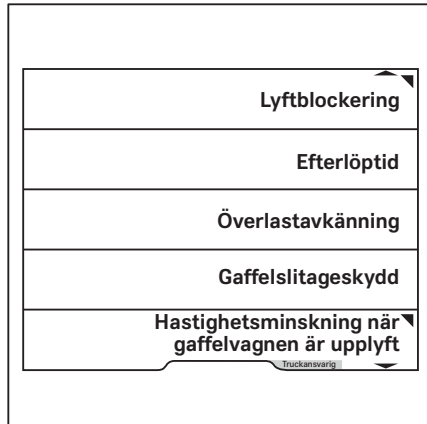 Lyftblockering
Efterlöptid
Överlastavkänning
Gaffelslitageskydd
Hastighetsminskning när
gaffelvagnen är upplyft
Truckansvarig